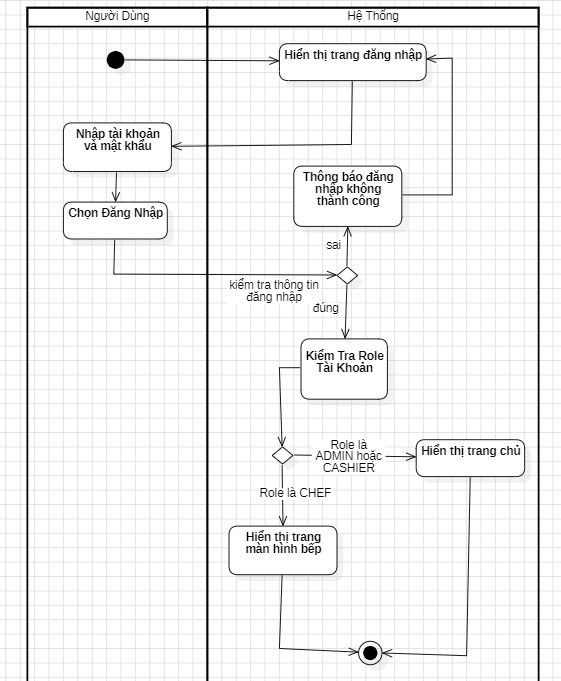 Người Dùng
Hệ Thống
Hiển thị trang đăng nhập
Nhập tài khoản
và mật khẩu
Thông báo đăng
nhập không
thành công
Chọn Đăng Nhập
sai
kiểm tra thông tin
đăng nhập
đúng
Kiểm Tra Role
Tài Khoản
Role là
ADMIN hoặc
CASHIER
Hiển thị trang chủ
Role là CHEF
Hiển thị trang
màn hình bếp